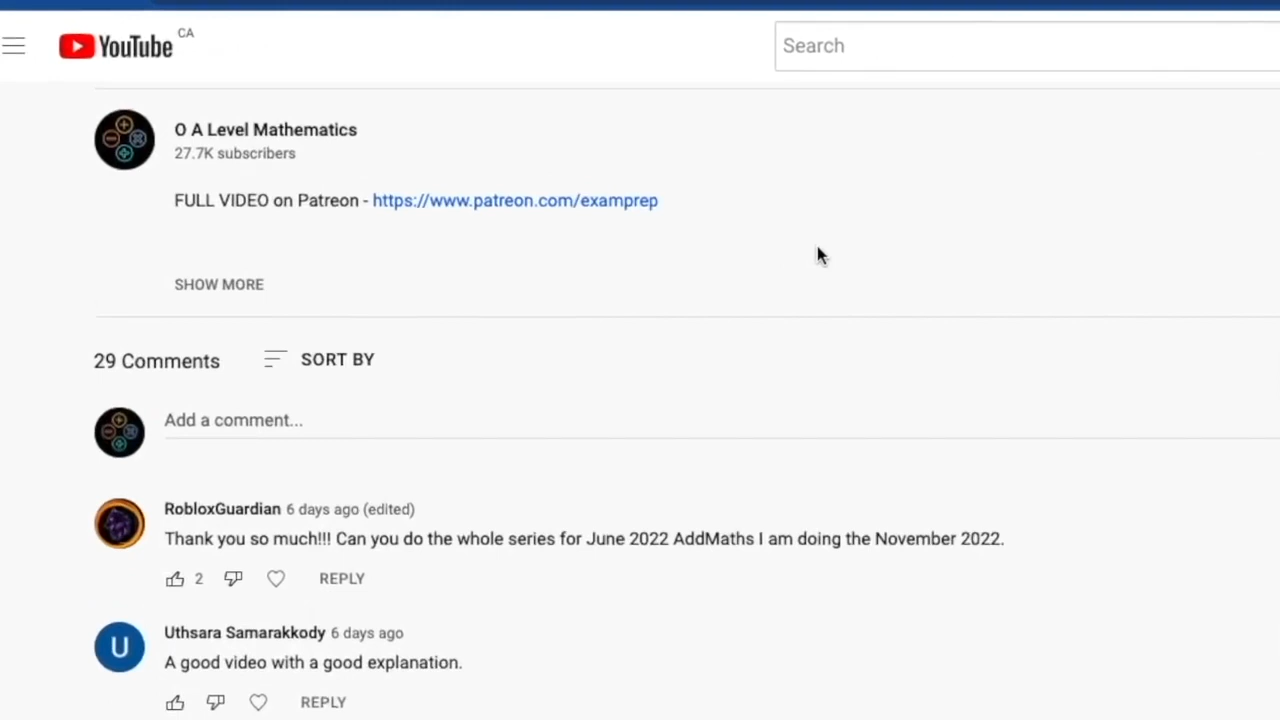 YouTube CA
Search
O A Level Mathematics
27.7K subscribers
FULL VIDEO on Patreon - https://www.patreon.com/examprep
SHOW MORE
29 Comments SORT BY
Add a comment...
RobloxGuardian 6 days ago (edited)
Thank you so much!!! Can you do the whole series for June 2022 AddMaths I am doing the November 2022.
2 REPLY
U
Uthsara Samarakkody 6 days ago
A good video with a good explanation.
REPLY